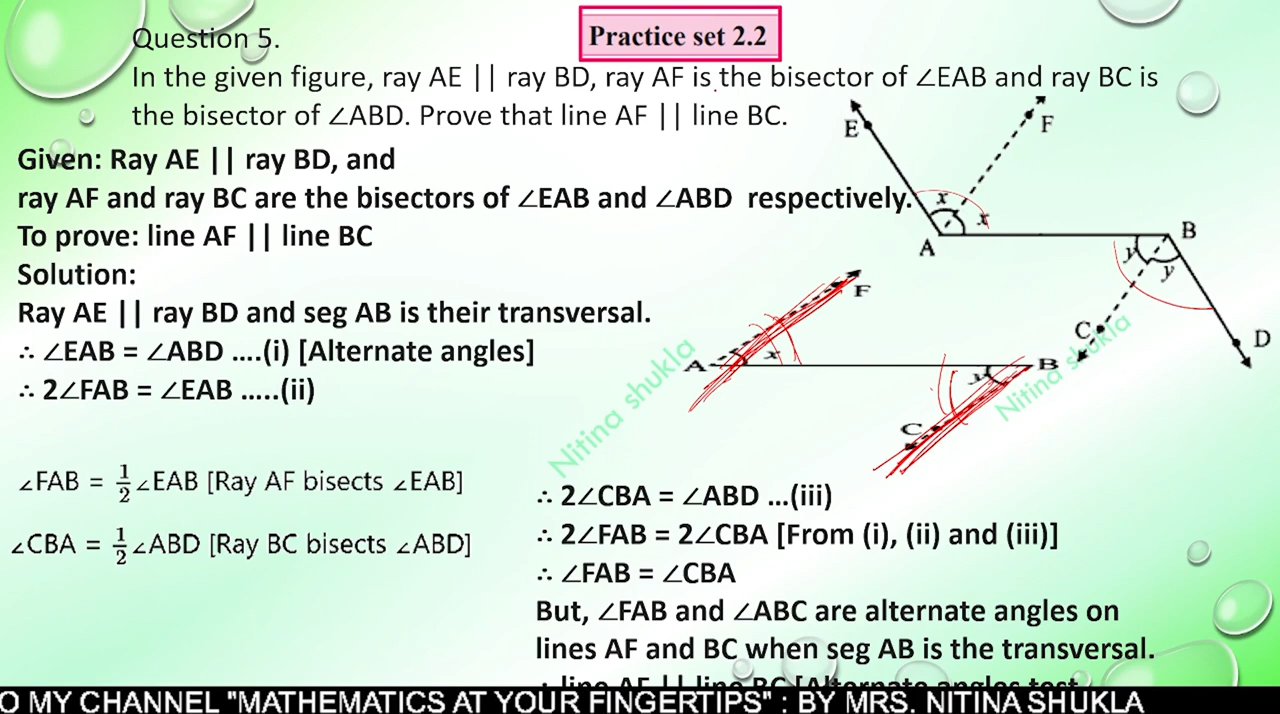 Question 5.
Practice set 2.2
In the given figure, ray AE || ray BD, ray AF is the bisector of ∠EAB and ray BC is
the bisector of ∠ABD. Prove that line AF || line BC.
Given: Ray AE || ray BD, and
ray AF and ray BC are the bisectors of ∠EAB and ∠ABD respectively.
To prove: line AF || line BC
Solution:
Ray AE || ray BD and seg AB is their transversal.
∴ ∠EAB = ∠ABD ....(i) [Alternate angles]
∴ 2∠FAB = ∠EAB .....(ii)
∠FAB = 1/2 ∠EAB [Ray AF bisects ∠EAB]
∠CBA = 1/2 ∠ABD [Ray BC bisects ∠ABD]
E
F
x
x
A
B
y
y
C
D
F
A
x
B
y
C
Nitina shukla
Nitina shukla
∴ 2∠CBA = ∠ABD ...(iii)
∴ 2∠FAB = 2∠CBA [From (i), (ii) and (iii)]
∴ ∠FAB = ∠CBA
But, ∠FAB and ∠ABC are alternate angles on
lines AF and BC when seg AB is the transversal.
∴ line AF || line BC [Alternate angles test
O MY CHANNEL "MATHEMATICS AT YOUR FINGERTIPS" : BY MRS. NITINA SHUKLA